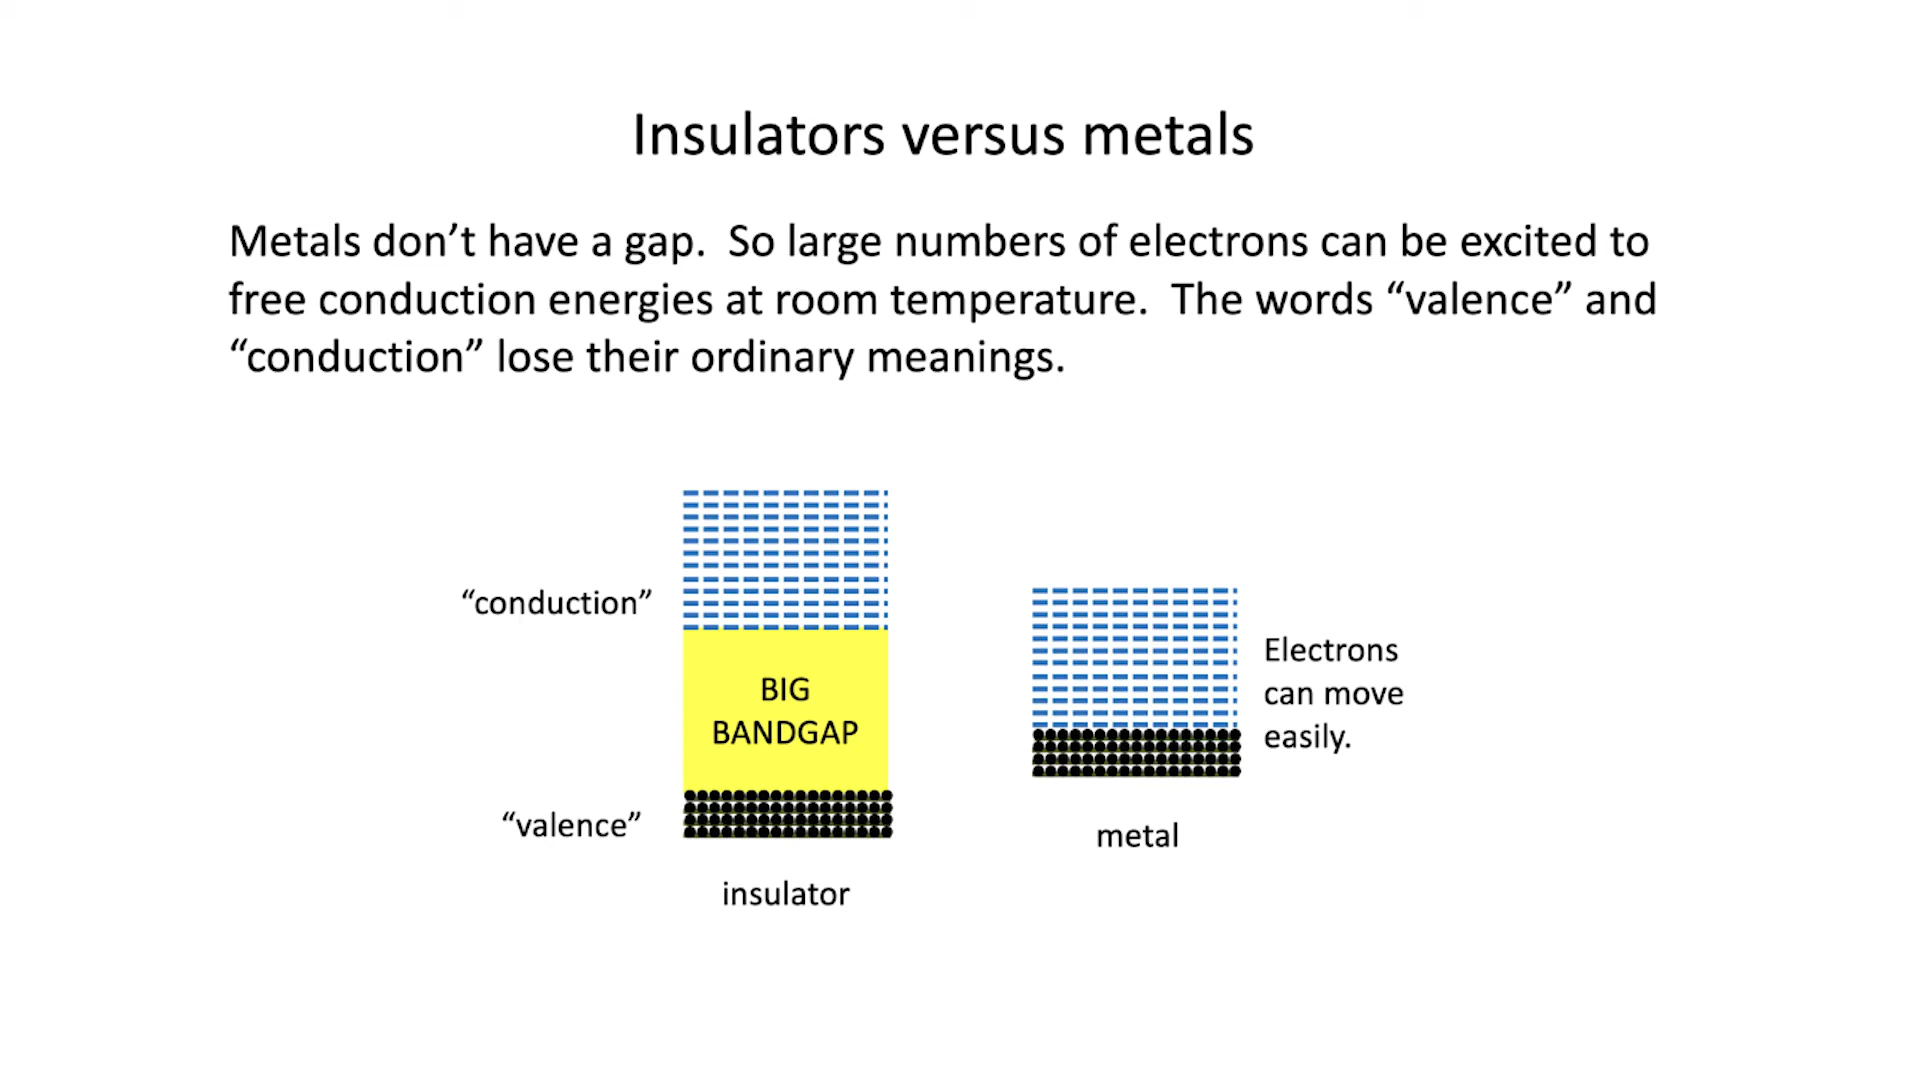 Insulators versus metals
Metals don’t have a gap.  So large numbers of electrons can be excited to
free conduction energies at room temperature.  The words “valence” and
“conduction” lose their ordinary meanings.
“conduction”
BIG
BANDGAP
“valence”
insulator
Electrons
can move
easily.
metal